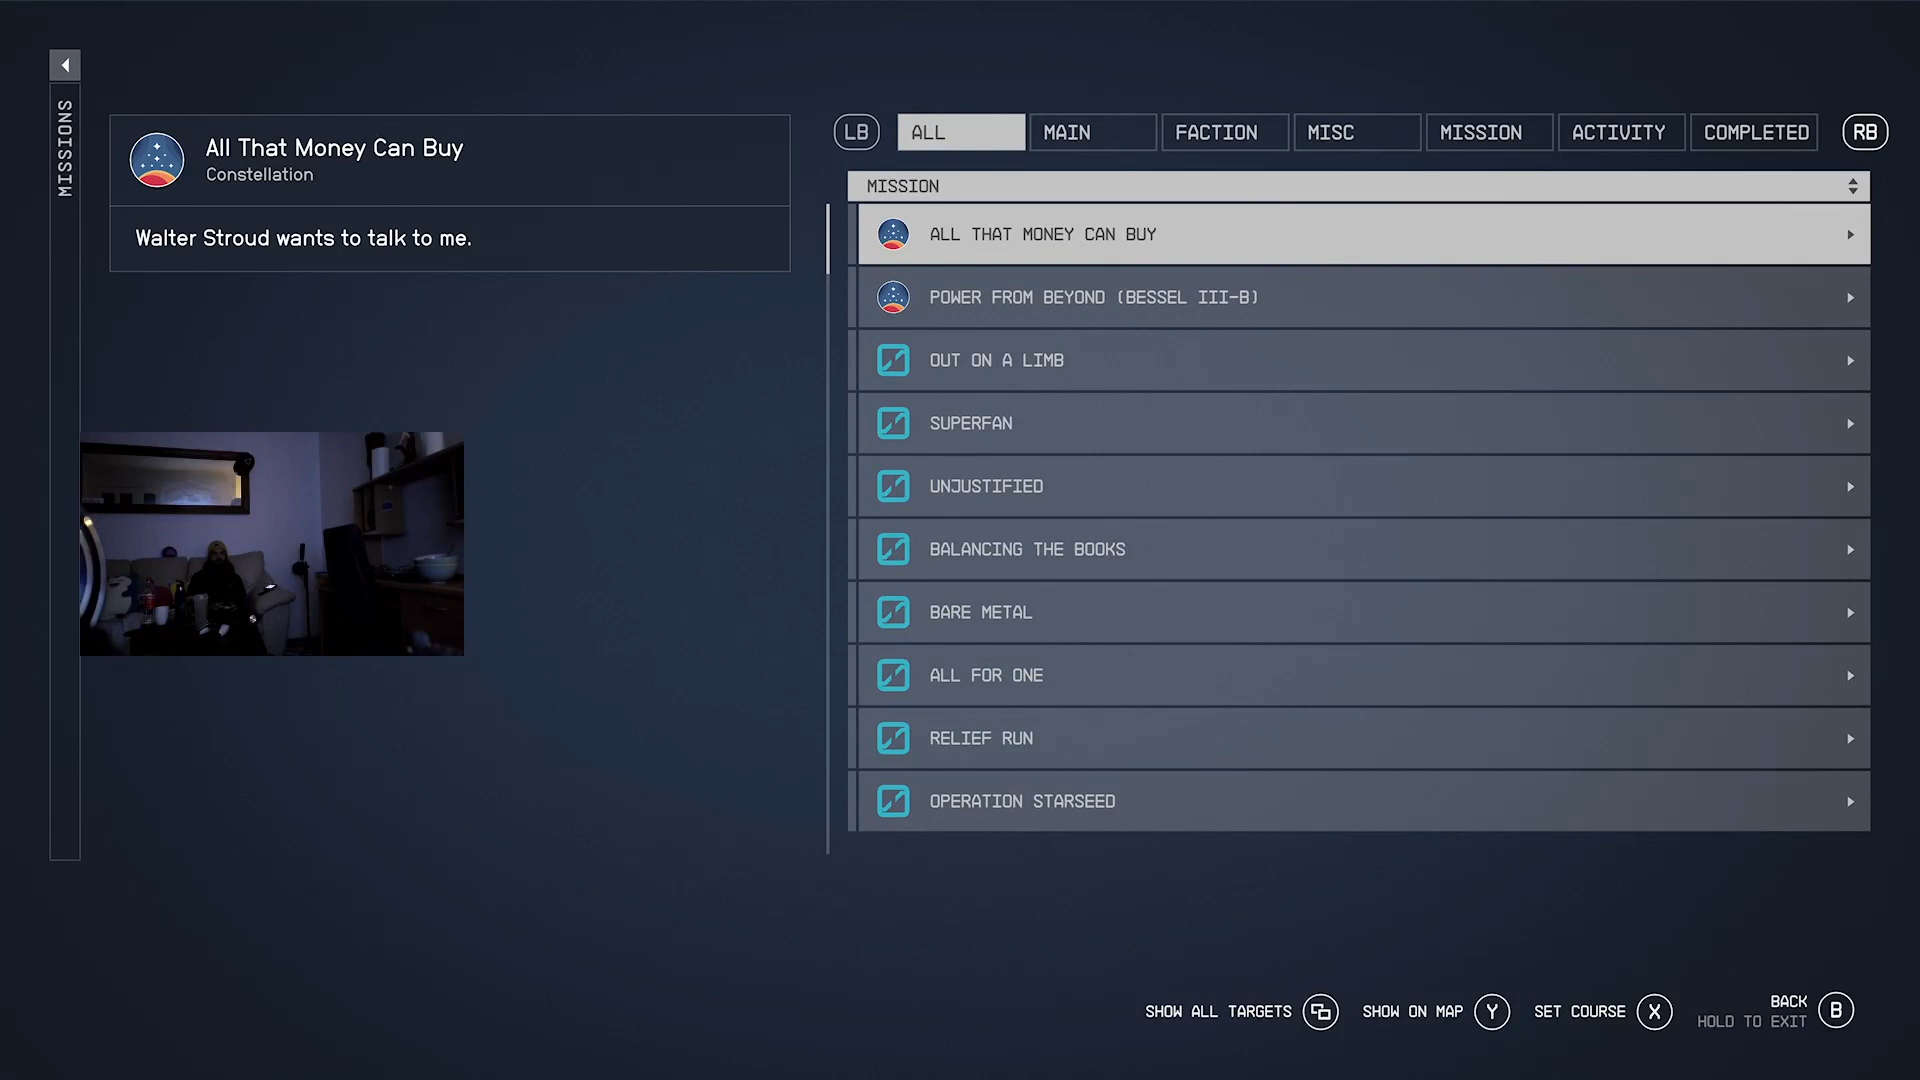 MISSIONS
All That Money Can Buy
Constellation
Walter Stroud wants to talk to me.
LB
ALL
MAIN
FACTION
MISC
MISSION
ACTIVITY
COMPLETED
RB
MISSION
ALL THAT MONEY CAN BUY
POWER FROM BEYOND (BESSEL III-B)
OUT ON A LIMB
SUPERFAN
UNJUSTIFIED
BALANCING THE BOOKS
BARE METAL
ALL FOR ONE
RELIEF RUN
OPERATION STARSEED
SHOW ALL TARGETS
SHOW ON MAP Y
SET COURSE X
BACK B
HOLD TO EXIT